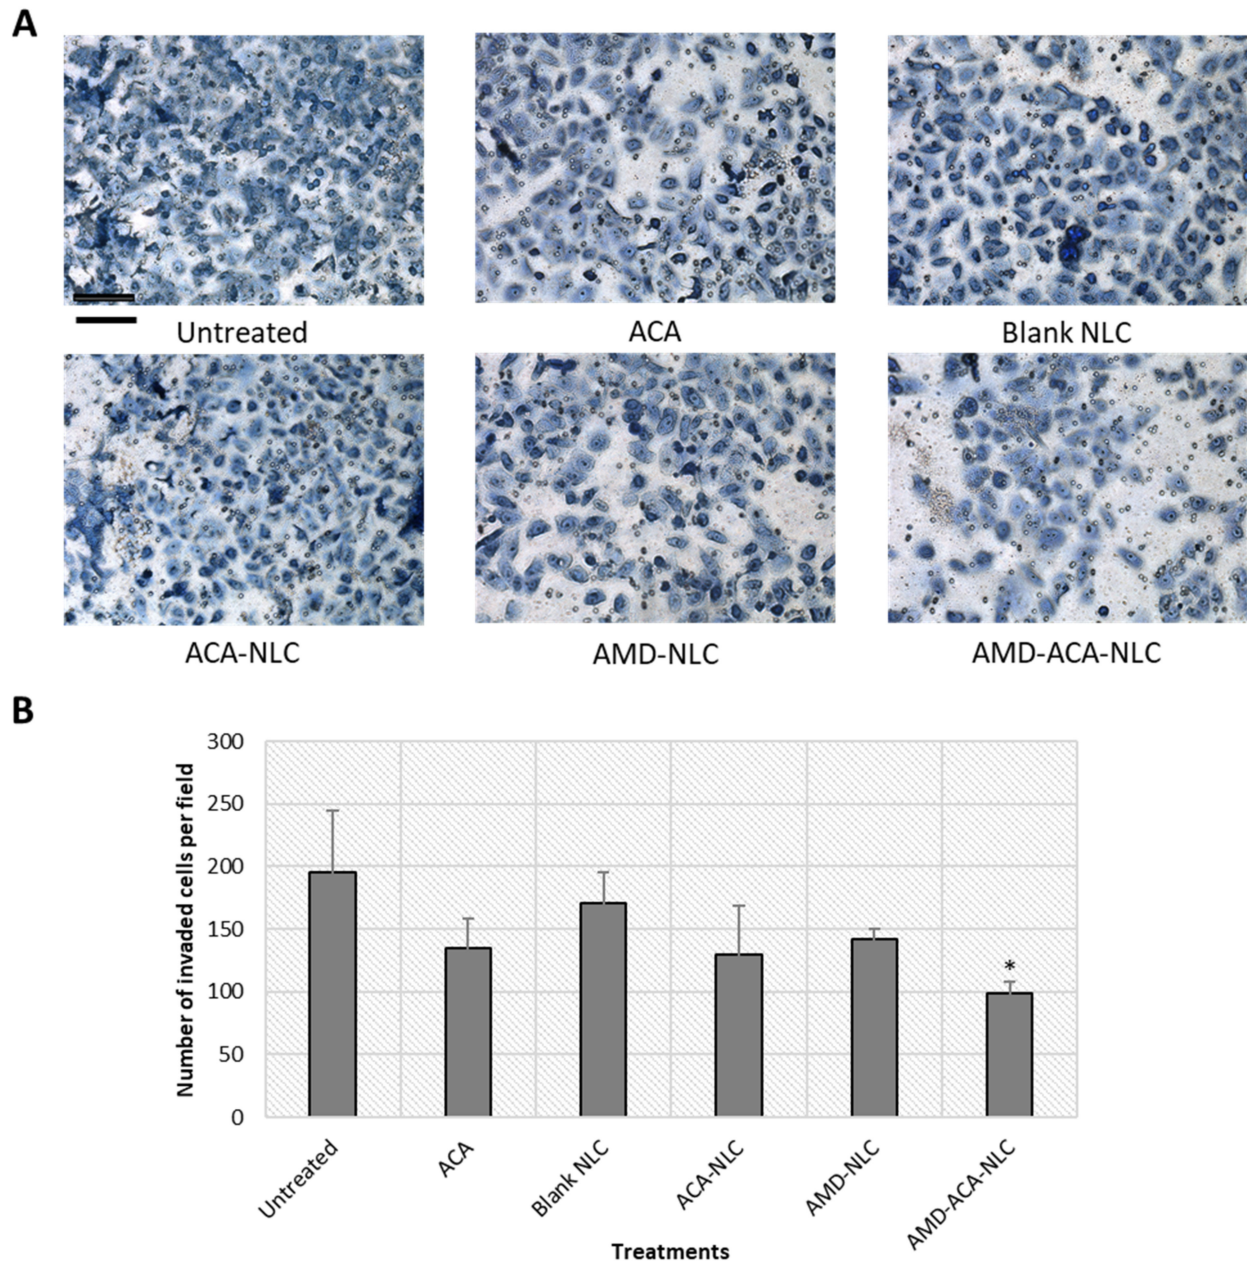 A
Untreated
ACA
Blank NLC
ACA-NLC
AMD-NLC
AMD-ACA-NLC
B
Number of invaded cells per field
300
250
200
150
100
50
0
*
Untreated
ACA
Blank NLC
ACA-NLC
AMD-NLC
AMD-ACA-NLC
Treatments